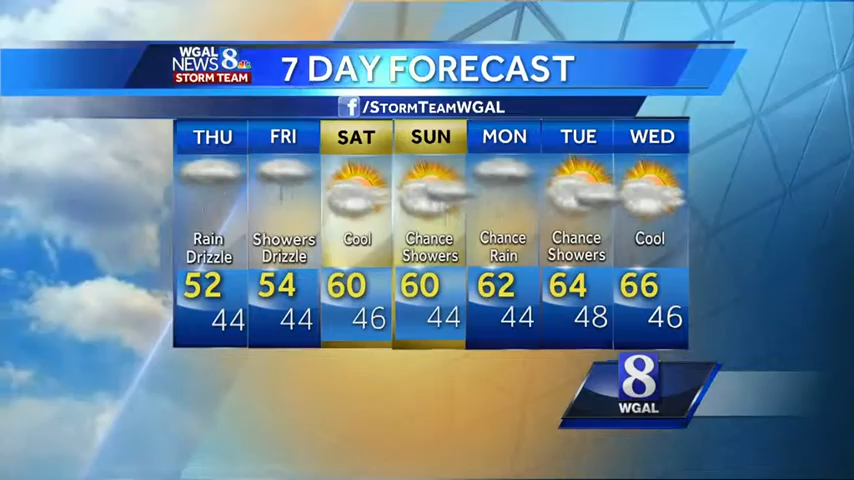 WGAL
NEWS 8
STORM TEAM
7 DAY FORECAST
f /STORMTEAMWGAL
THU FRI SAT SUN MON TUE WED
Rain Drizzle
Showers Drizzle
Cool
Chance Showers
Chance Rain
Chance Showers
Cool
52 54 60 60 62 64 66
44 44 46 44 44 48 46
8
WGAL